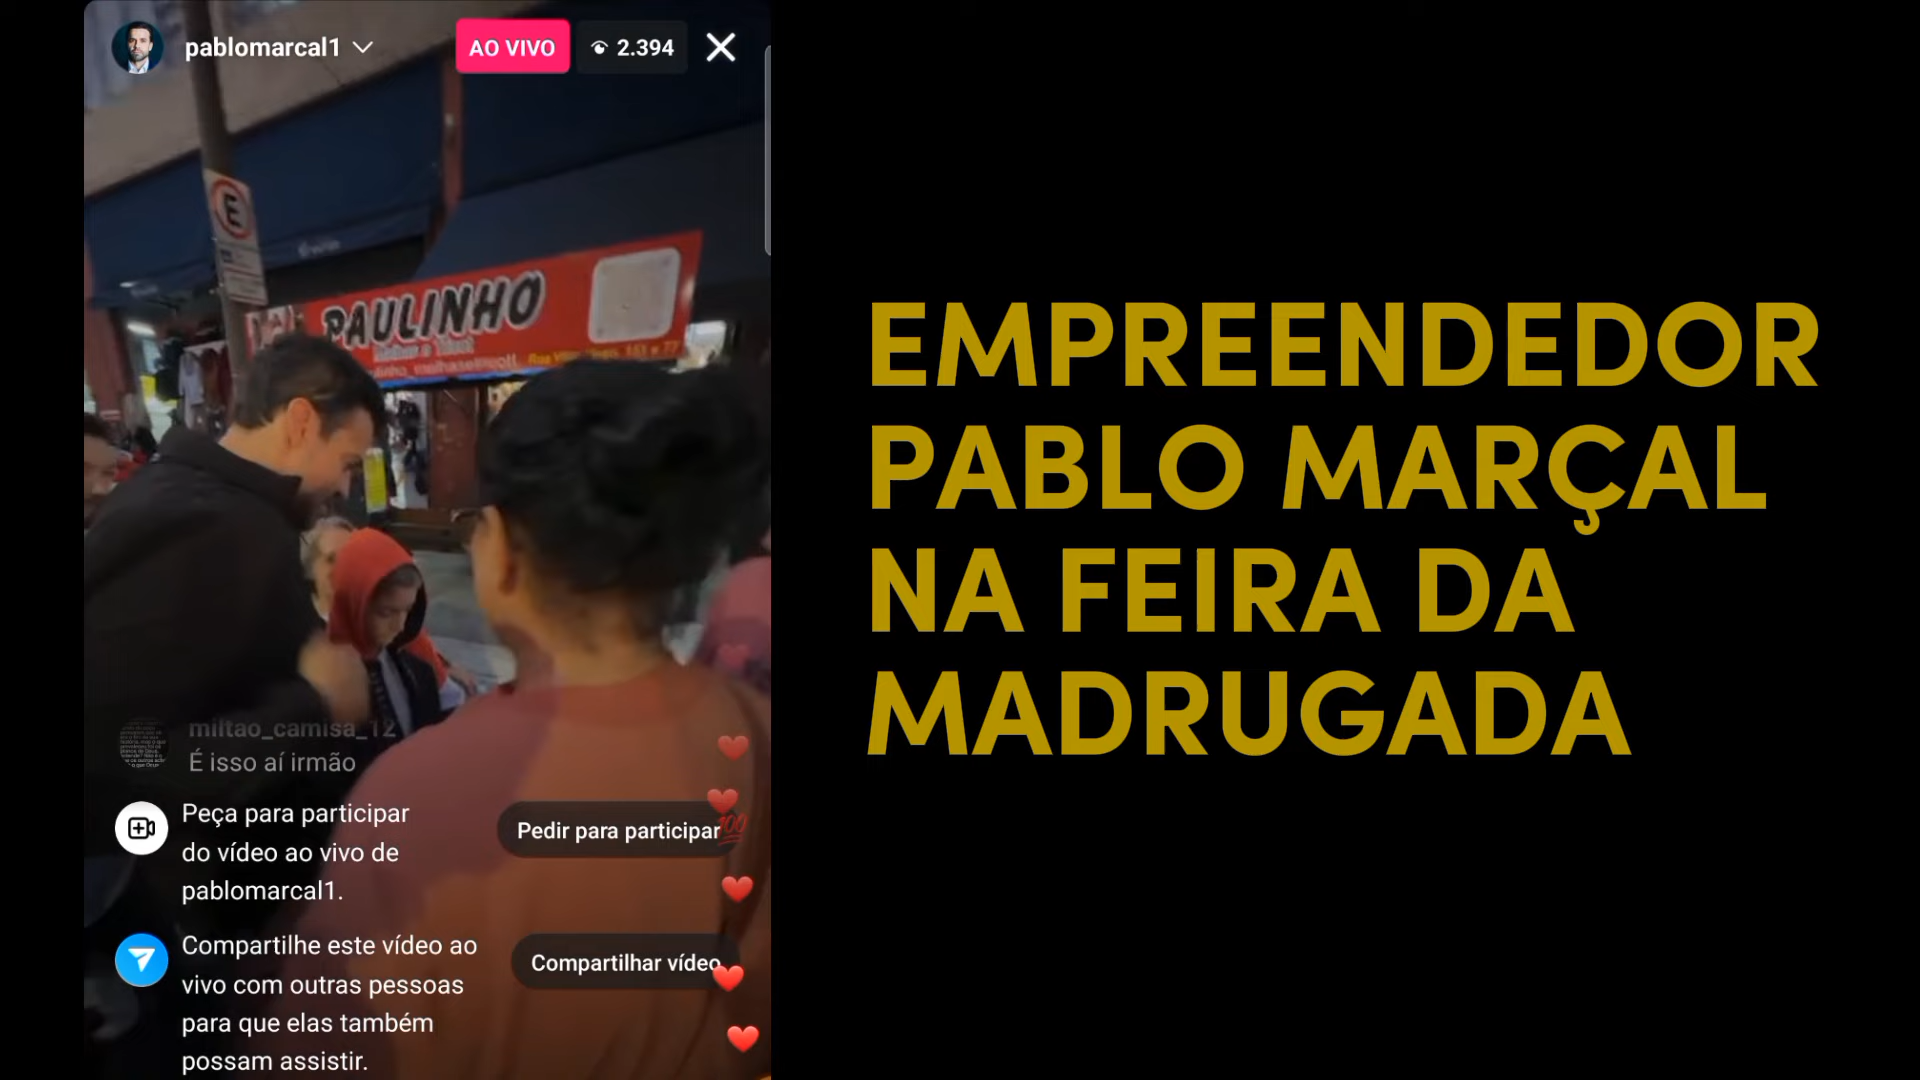 pablomarcal1
AO VIVO
2.394
E
PAULINHO
miltao_camisa_12
É isso aí irmão
Peça para participar
do vídeo ao vivo de
pablomarcal1.
Pedir para participar
100
Compartilhe este vídeo ao
vivo com outras pessoas
para que elas também
possam assistir.
Compartilhar vídeo
EMPREENDEDOR
PABLO MARÇAL
NA FEIRA DA
MADRUGADA